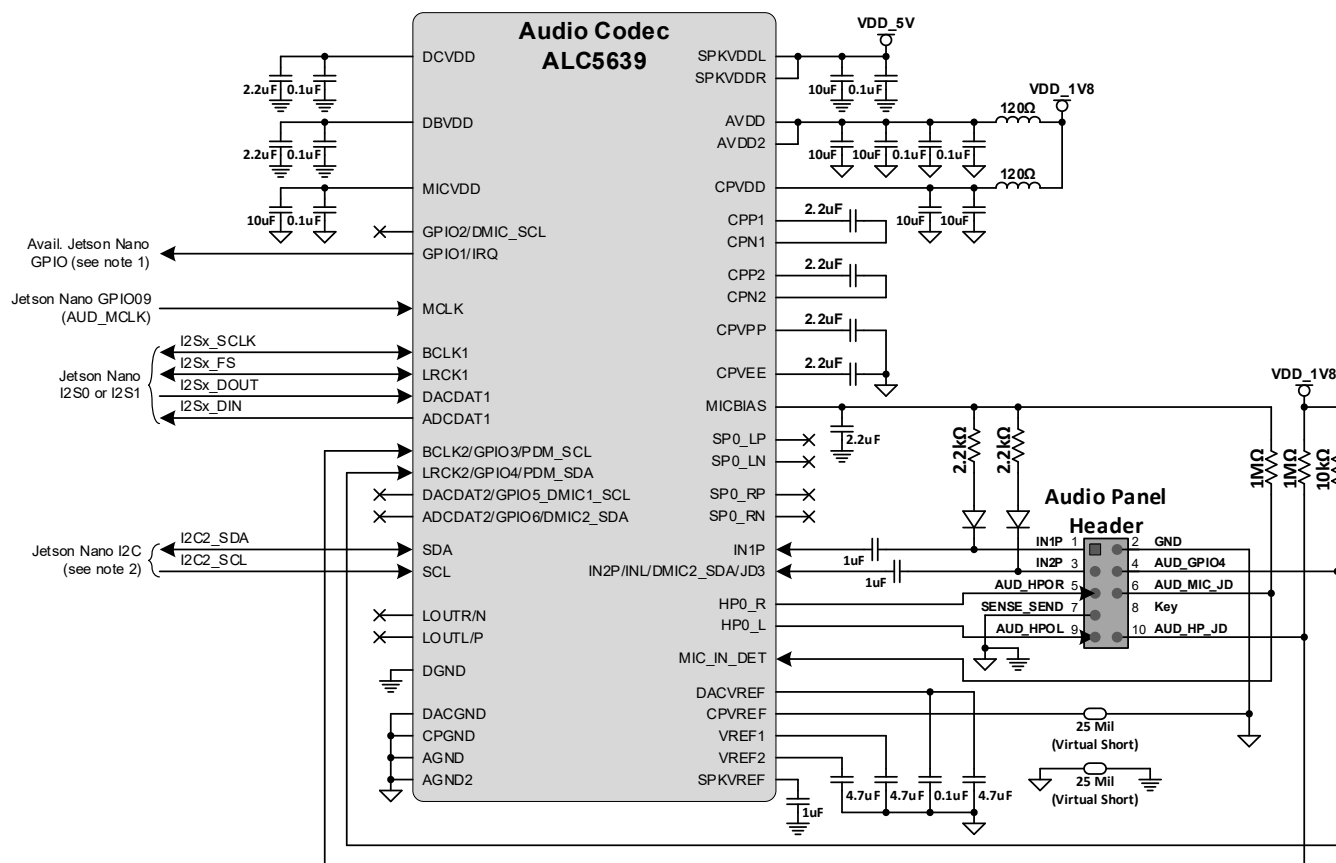 Audio Codec
ALC5639
DCVDD
2.2uF
0.1uF
DBVDD
2.2uF
0.1uF
MICVDD
10uF
0.1uF
GPIO2/DMIC_SCL
Avail. Jetson Nano
GPIO (see note 1)
GPIO1/IRQ
Jetson Nano GPIO09
(AUD_MCLK)
MCLK
Jetson Nano
I2S0 or I2S1
I2Sx_SCLK
BCLK1
I2Sx_FS
LRCK1
I2Sx_DOUT
DACDAT1
I2Sx_DIN
ADCDAT1
BCLK2/GPIO3/PDM_SCL
LRCK2/GPIO4/PDM_SDA
DACDAT2/GPIO5_DMIC1_SCL
ADCDAT2/GPIO6/DMIC2_SDA
Jetson Nano I2C
(see note 2)
I2C2_SDA
SDA
I2C2_SCL
SCL
LOUTR/N
LOUTL/P
DGND
DACGND
CPGND
AGND
AGND2
SPKVDDL
SPKVDDR
VDD_5V
10uF
0.1uF
AVDD
AVDD2
120Ω
VDD_1V8
10uF
10uF
0.1uF
0.1uF
CPVDD
120Ω
10uF
10uF
CPP1
2.2uF
CPN1
CPP2
2.2uF
CPN2
CPVPP
2.2uF
CPVEE
2.2uF
MICBIAS
2.2uF
2.2kΩ
2.2kΩ
VDD_1V8
1MΩ
1MΩ
10kΩ
SP0_LP
SP0_LN
SP0_RP
SP0_RN
Audio Panel
Header
IN1P
1uF
IN1P
1
2
GND
IN2P/INL/DMIC2_SDA/JD3
1uF
IN2P
3
4
AUD_GPIO4
HP0_R
AUD_HPOR
5
6
AUD_MIC_JD
SENSE_SEND
7
8
Key
HP0_L
AUD_HPOL
9
10
AUD_HP_JD
MIC_IN_DET
DACVREF
CPVREF
25 Mil
(Virtual Short)
VREF1
VREF2
25 Mil
(Virtual Short)
SPKVREF
1uF
4.7uF
4.7uF
0.1uF
4.7uF